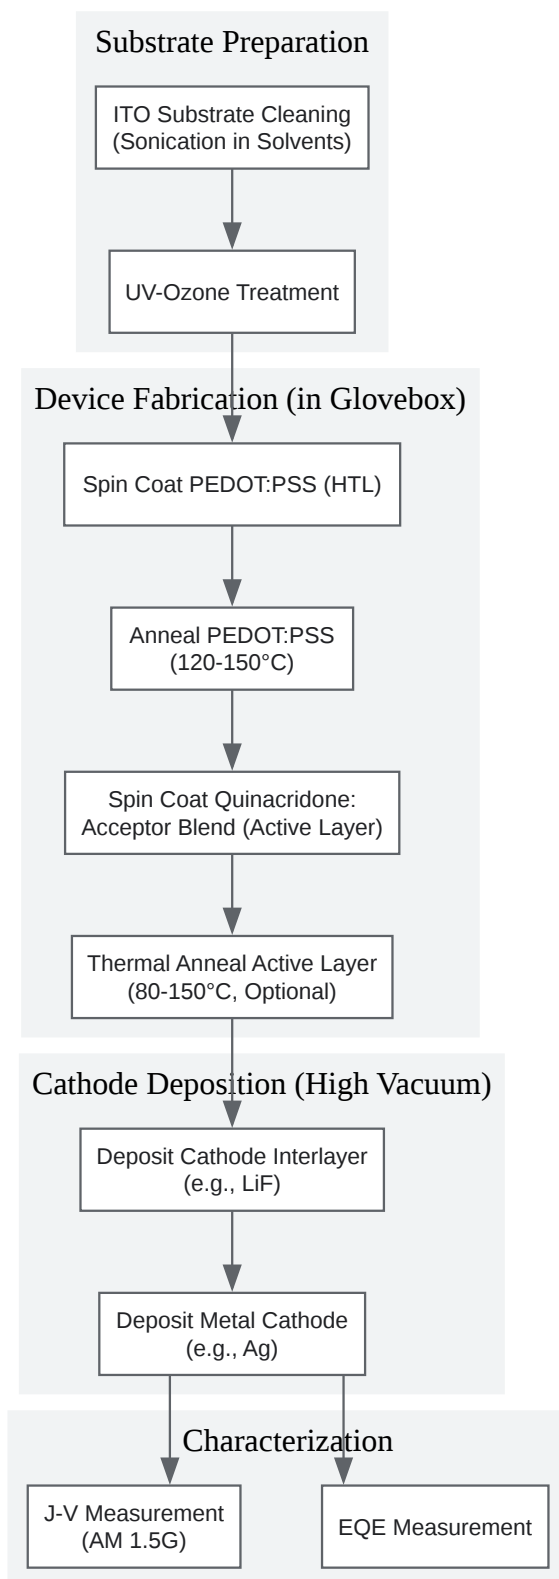 Substrate Preparation
ITO Substrate Cleaning
(Sonication in Solvents)
UV-Ozone Treatment
Device Fabrication (in Glovebox)
Spin Coat PEDOT:PSS (HTL)
Anneal PEDOT:PSS
(120-150°C)
Spin Coat Quinacridone:
Acceptor Blend (Active Layer)
Thermal Anneal Active Layer
(80-150°C, Optional)
Cathode Deposition (High Vacuum)
Deposit Cathode Interlayer
(e.g., LiF)
Deposit Metal Cathode
(e.g., Ag)
Characterization
J-V Measurement
(AM 1.5G)
EQE Measurement